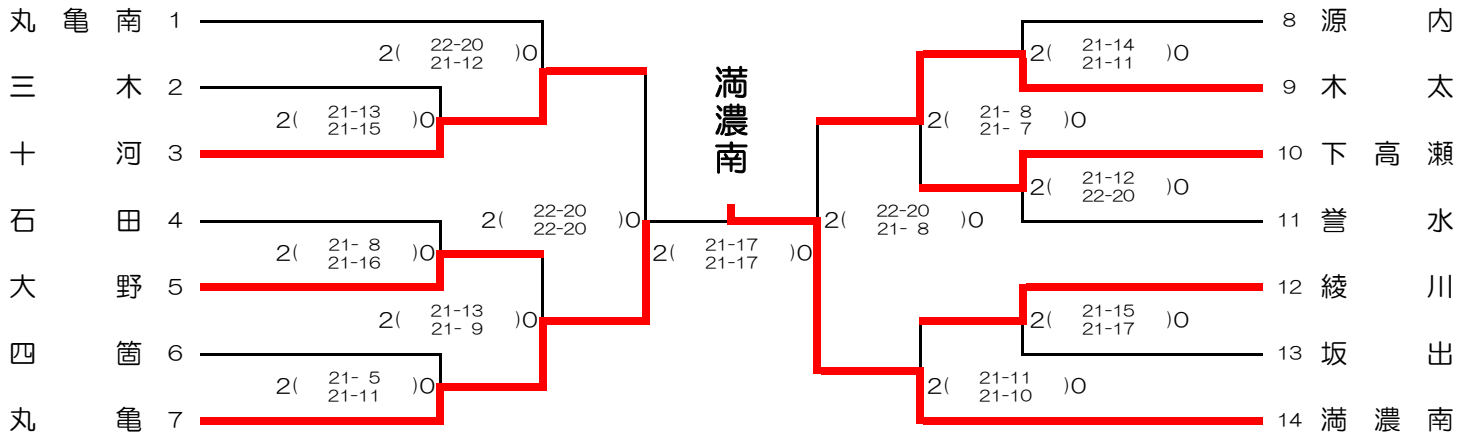 丸亀南 1
2( 22-20 21-12 )0
三木 2
2( 21-13 21-15 )0
十河 3
石田 4
2( 22-20 22-20 )0
2( 21- 8 21-16 )0
大野 5
2( 21-13 21- 9 )0
四箇 6
2( 21- 5 21-11 )0
丸亀 7
満濃南
2( 21-17 21-17 )0
8 源内
2( 21-14 21-11 )0
9 木太
2( 21- 8 21- 7 )0
10 下高瀬
2( 21-12 22-20 )0
11 誉水
2( 22-20 21- 8 )0
12 綾川
2( 21-15 21-17 )0
13 坂出
2( 21-11 21-10 )0
14 満濃南